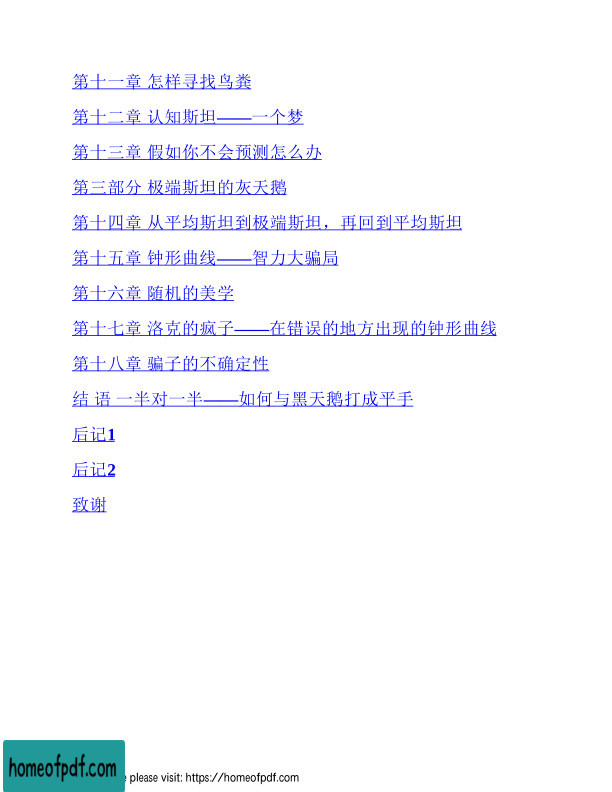 第十一章 怎样寻找鸟粪
第十二章 认知斯坦——一个梦
第十三章 假如你不会预测怎么办
第三部分 极端斯坦的灰天鹅
第十四章 从平均斯坦到极端斯坦，再回到平均斯坦
第十五章 钟形曲线——智力大骗局
第十六章 随机的美学
第十七章 洛克的疯子——在错误的地方出现的钟形曲线
第十八章 骗子的不确定性
结 语 一半对一半——如何与黑天鹅打成平手
后记1
后记2
致谢
homeofpdf.com
please visit: https://homeofpdf.com